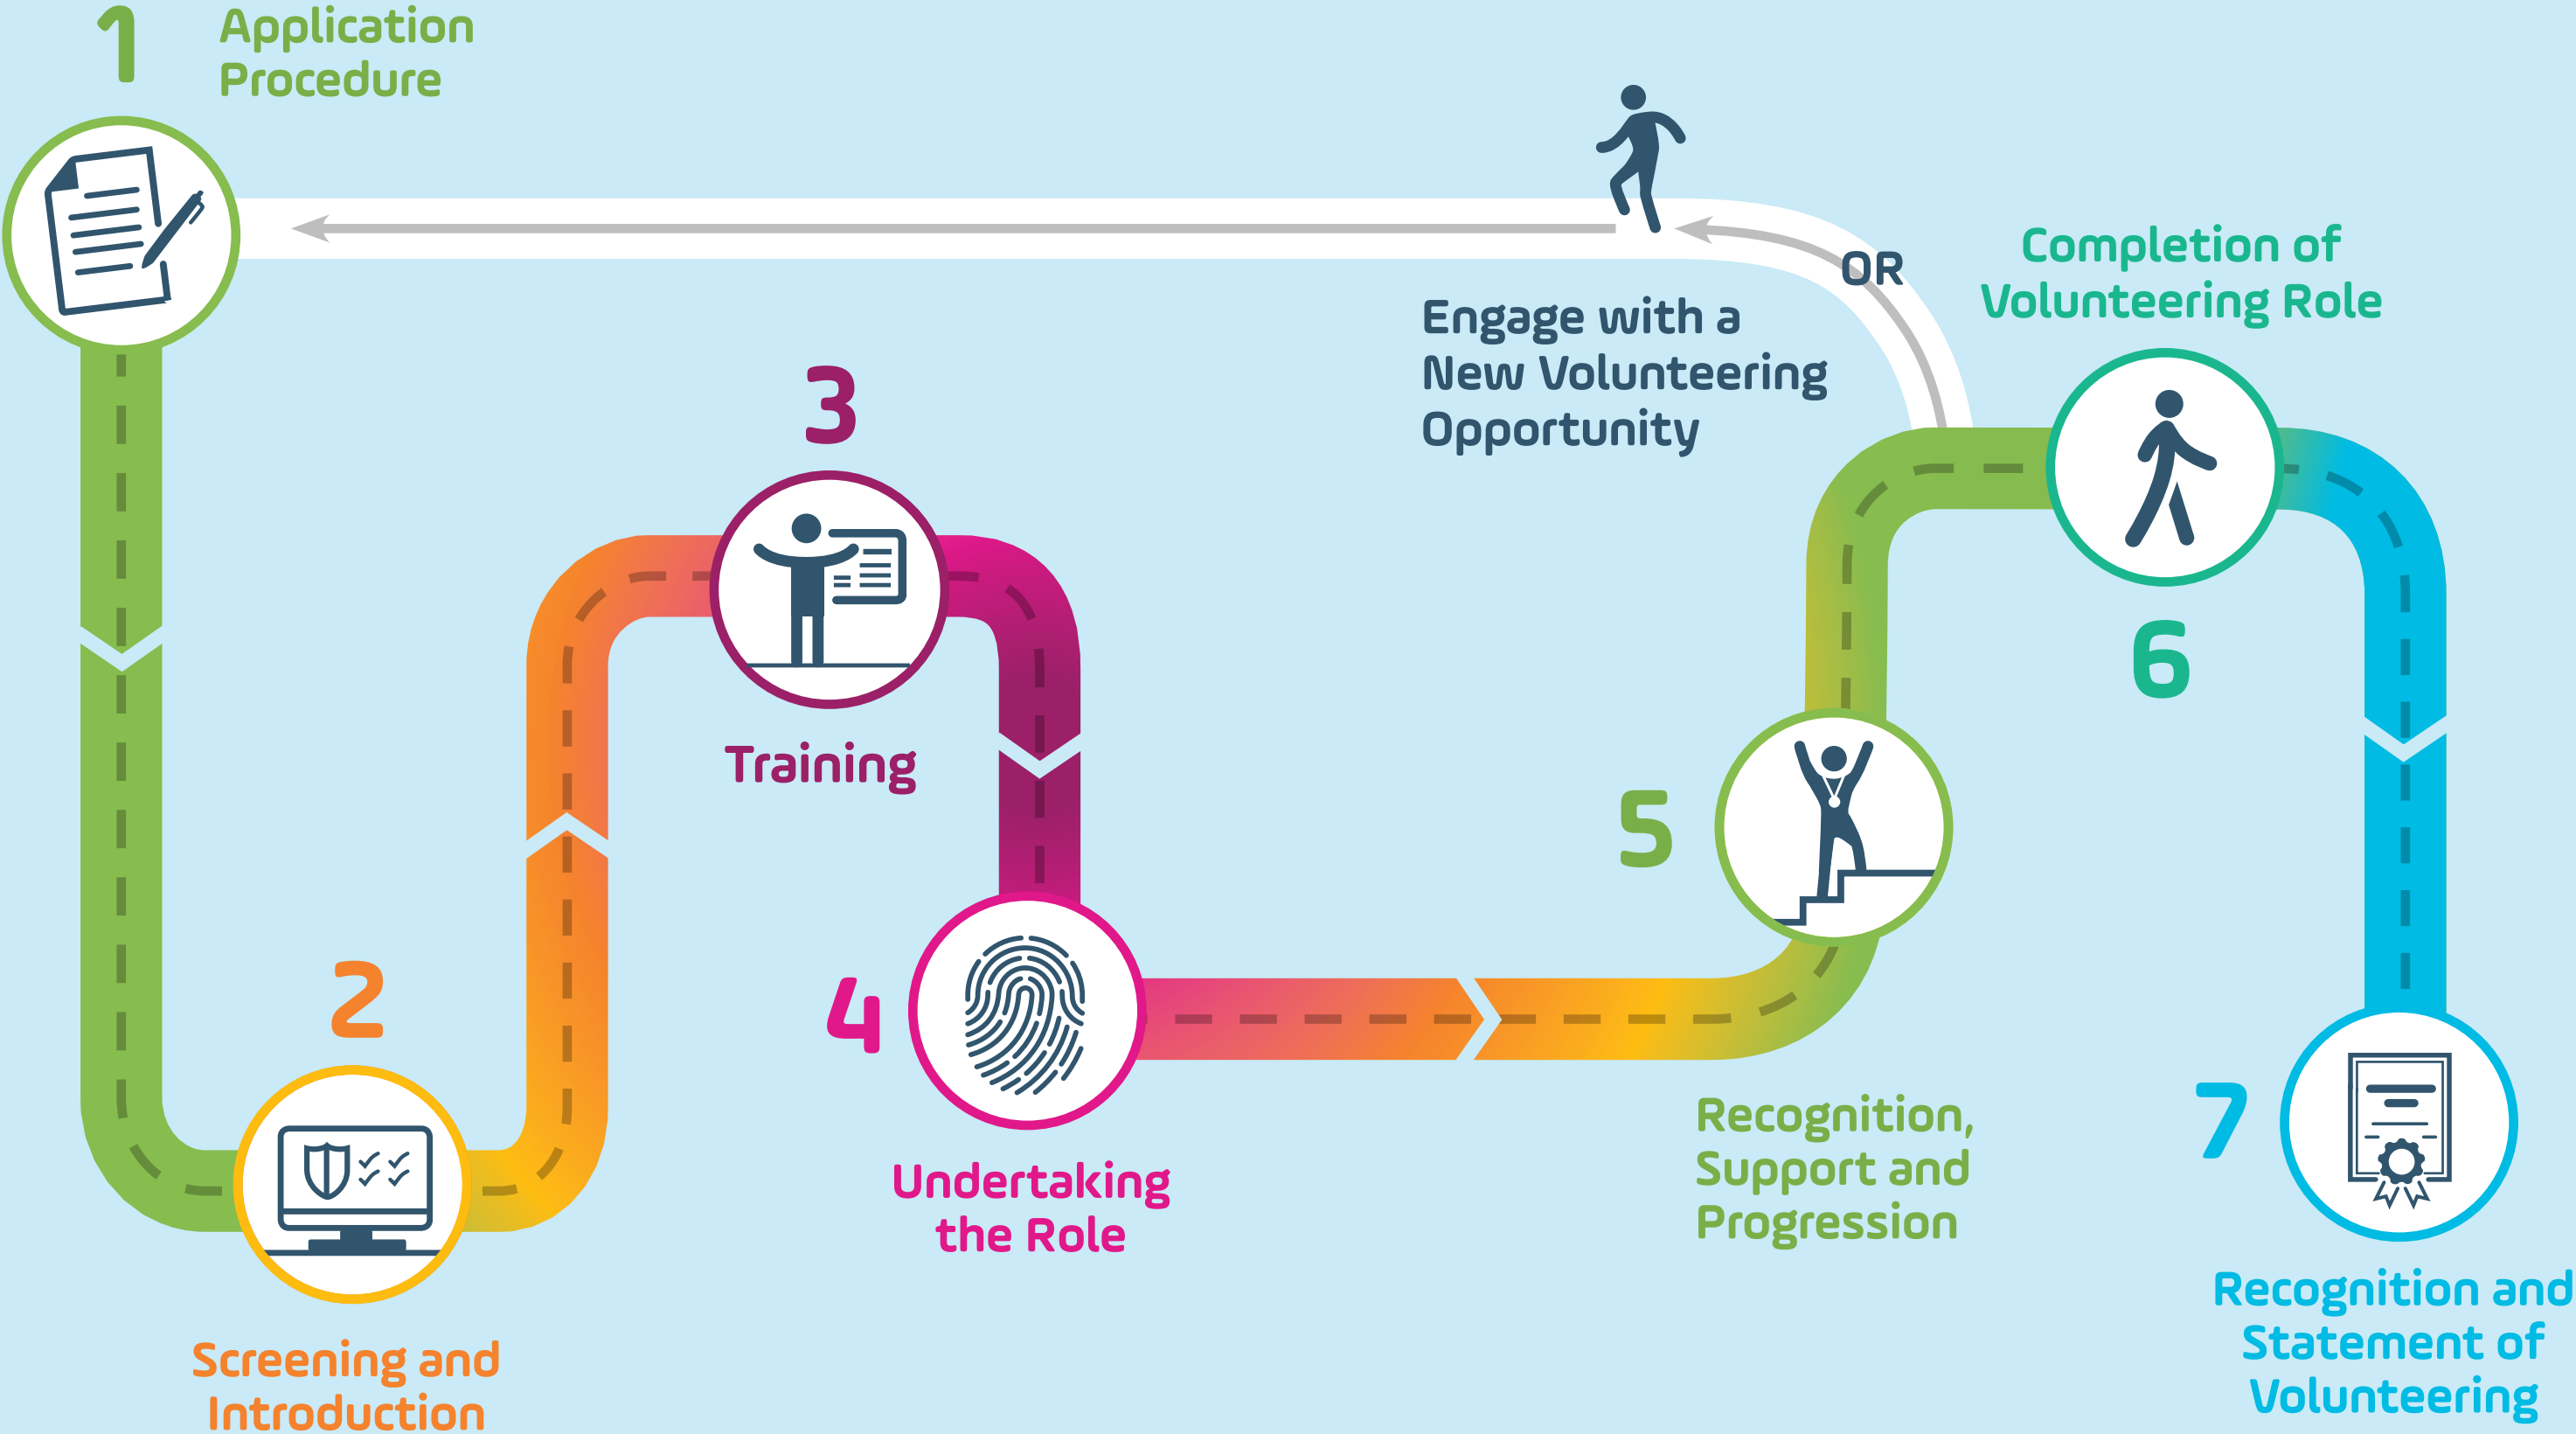 1
Application
Procedure
2
Screening and
Introduction
3
Training
4
Undertaking
the Role
5
Recognition,
Support and
Progression
OR
Engage with a
New Volunteering
Opportunity
Completion of
Volunteering Role
6
7
Recognition and
Statement of
Volunteering